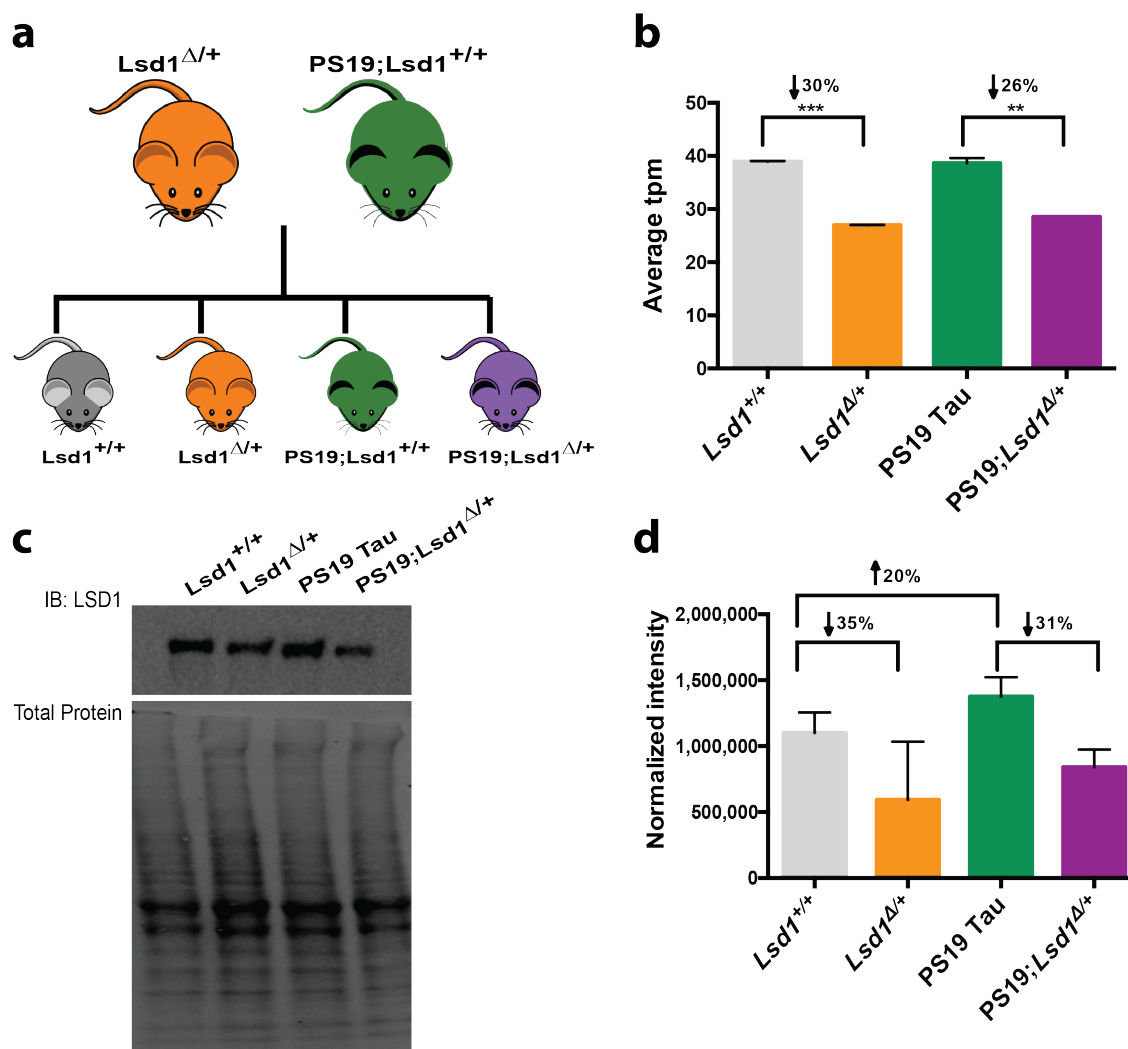 a
Lsd1Δ/+
PS19;Lsd1+/+
Lsd1+/+
Lsd1Δ/+
PS19;Lsd1+/+
PS19;Lsd1Δ/+
b
↓30%
***
↓26%
**
Average tpm
50
40
30
20
10
0
Lsd1+/+
Lsd1Δ/+
PS19 Tau
PS19;Lsd1Δ/+
c
Lsd1+/+
Lsd1Δ/+
PS19 Tau
PS19;Lsd1Δ/+
IB: LSD1
Total Protein
d
↑20%
↓35%
↓31%
Normalized intensity
2,000,000
1,500,000
1,000,000
500,000
0
Lsd1+/+
Lsd1Δ/+
PS19 Tau
PS19;Lsd1Δ/+